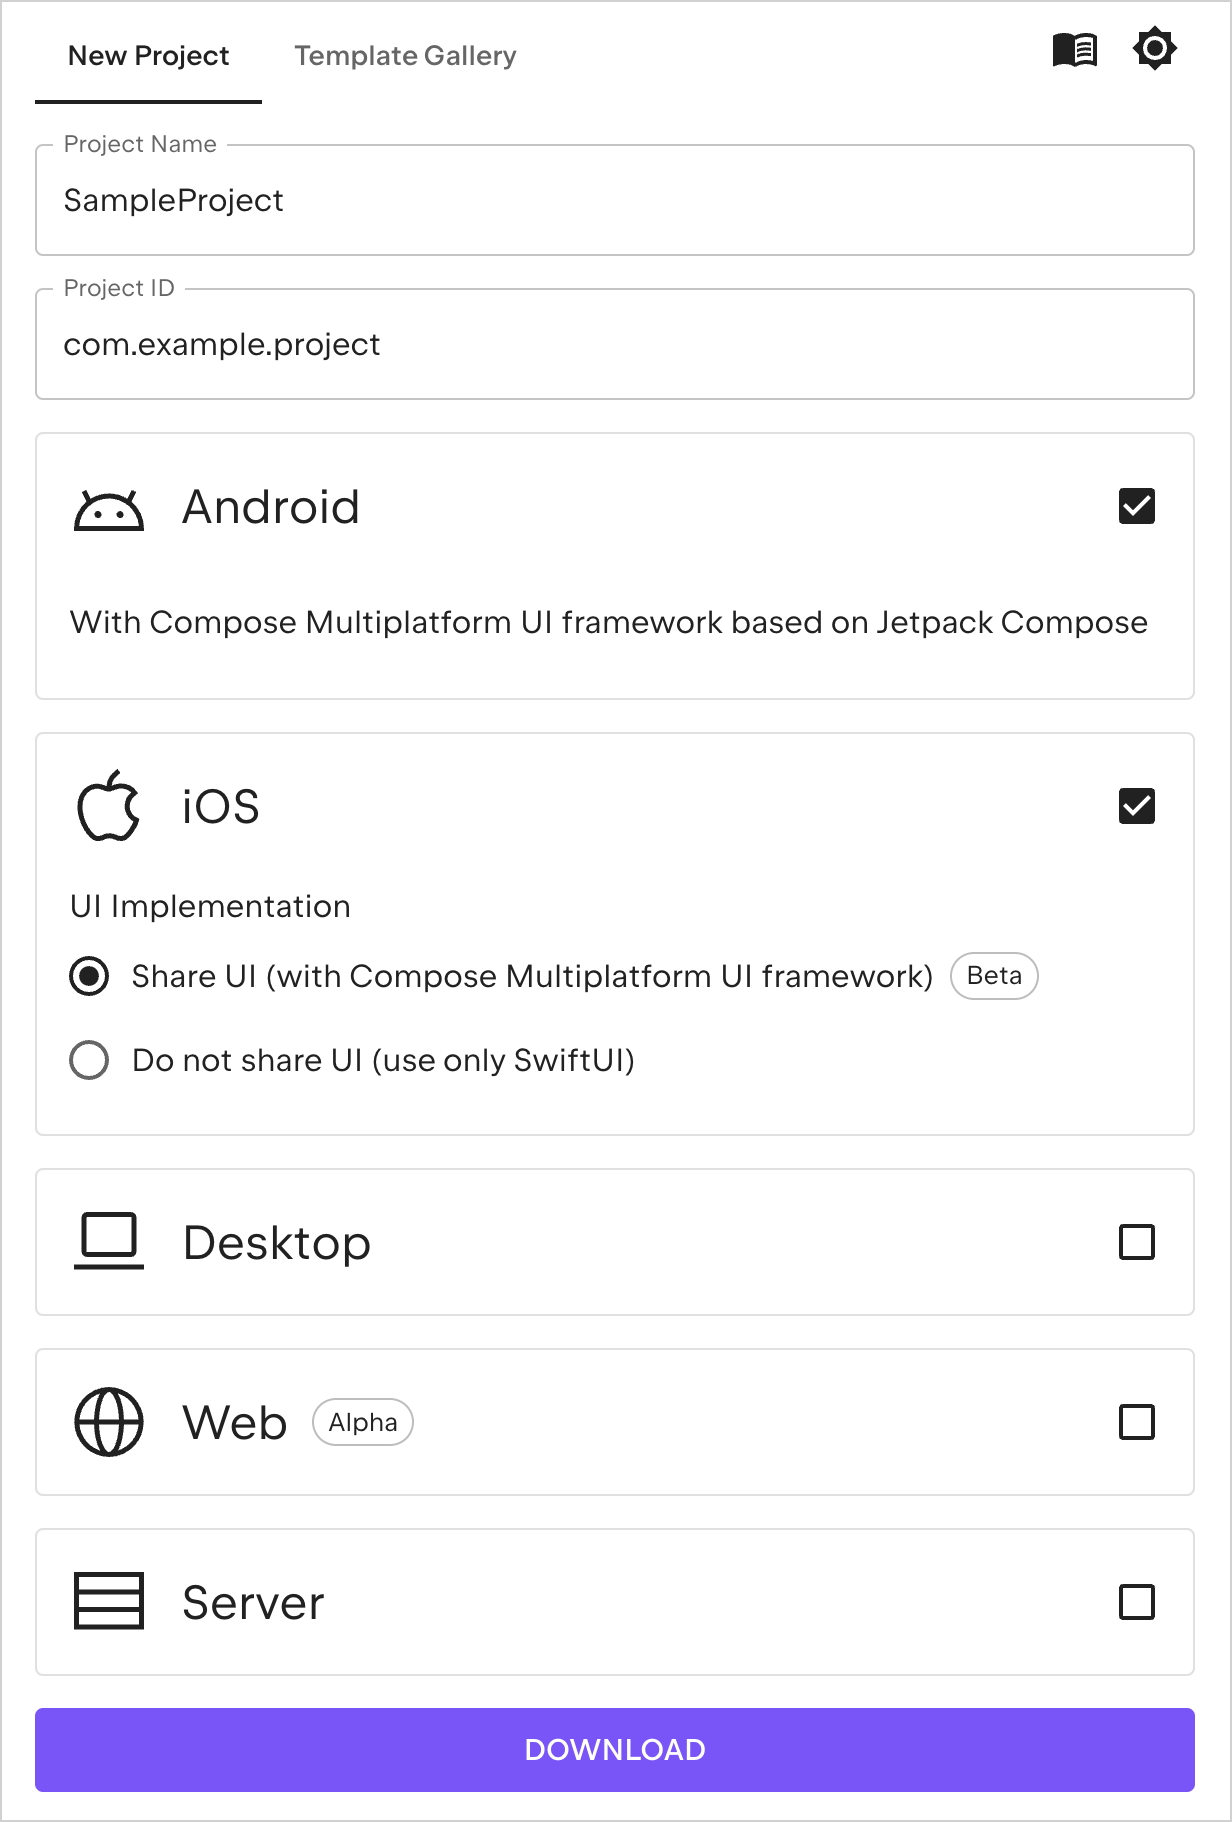 New Project
Template Gallery
Project Name
SampleProject
Project ID
com.example.project
Android
With Compose Multiplatform UI framework based on Jetpack Compose
iOS
UI Implementation
Share UI (with Compose Multiplatform UI framework) Beta
Do not share UI (use only SwiftUI)
Desktop
Web Alpha
Server
DOWNLOAD